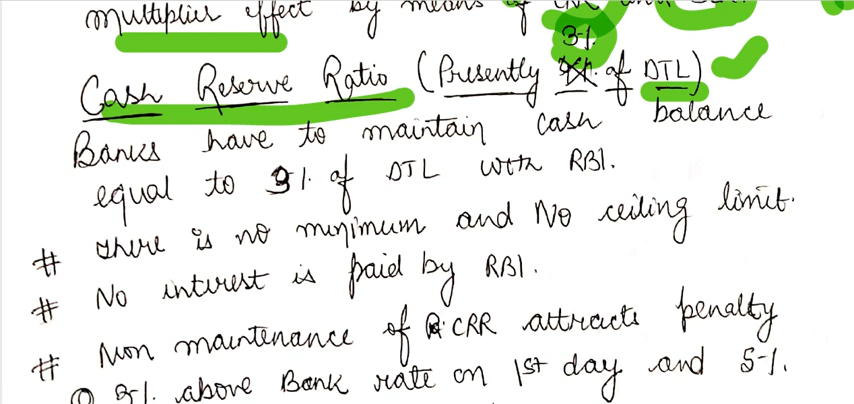 multiplier effect by means of
3%
Cash Reserve Ratio (Presently of DTL)
Banks have to maintain cash balance
equal to 3% of DTL with RBI.
# There is no minimum and No ceiling limit.
# No interest is paid by RBI.
# Non maintenance of CRR attracts penalty
@ 3% above Bank rate on 1st day and 5%.